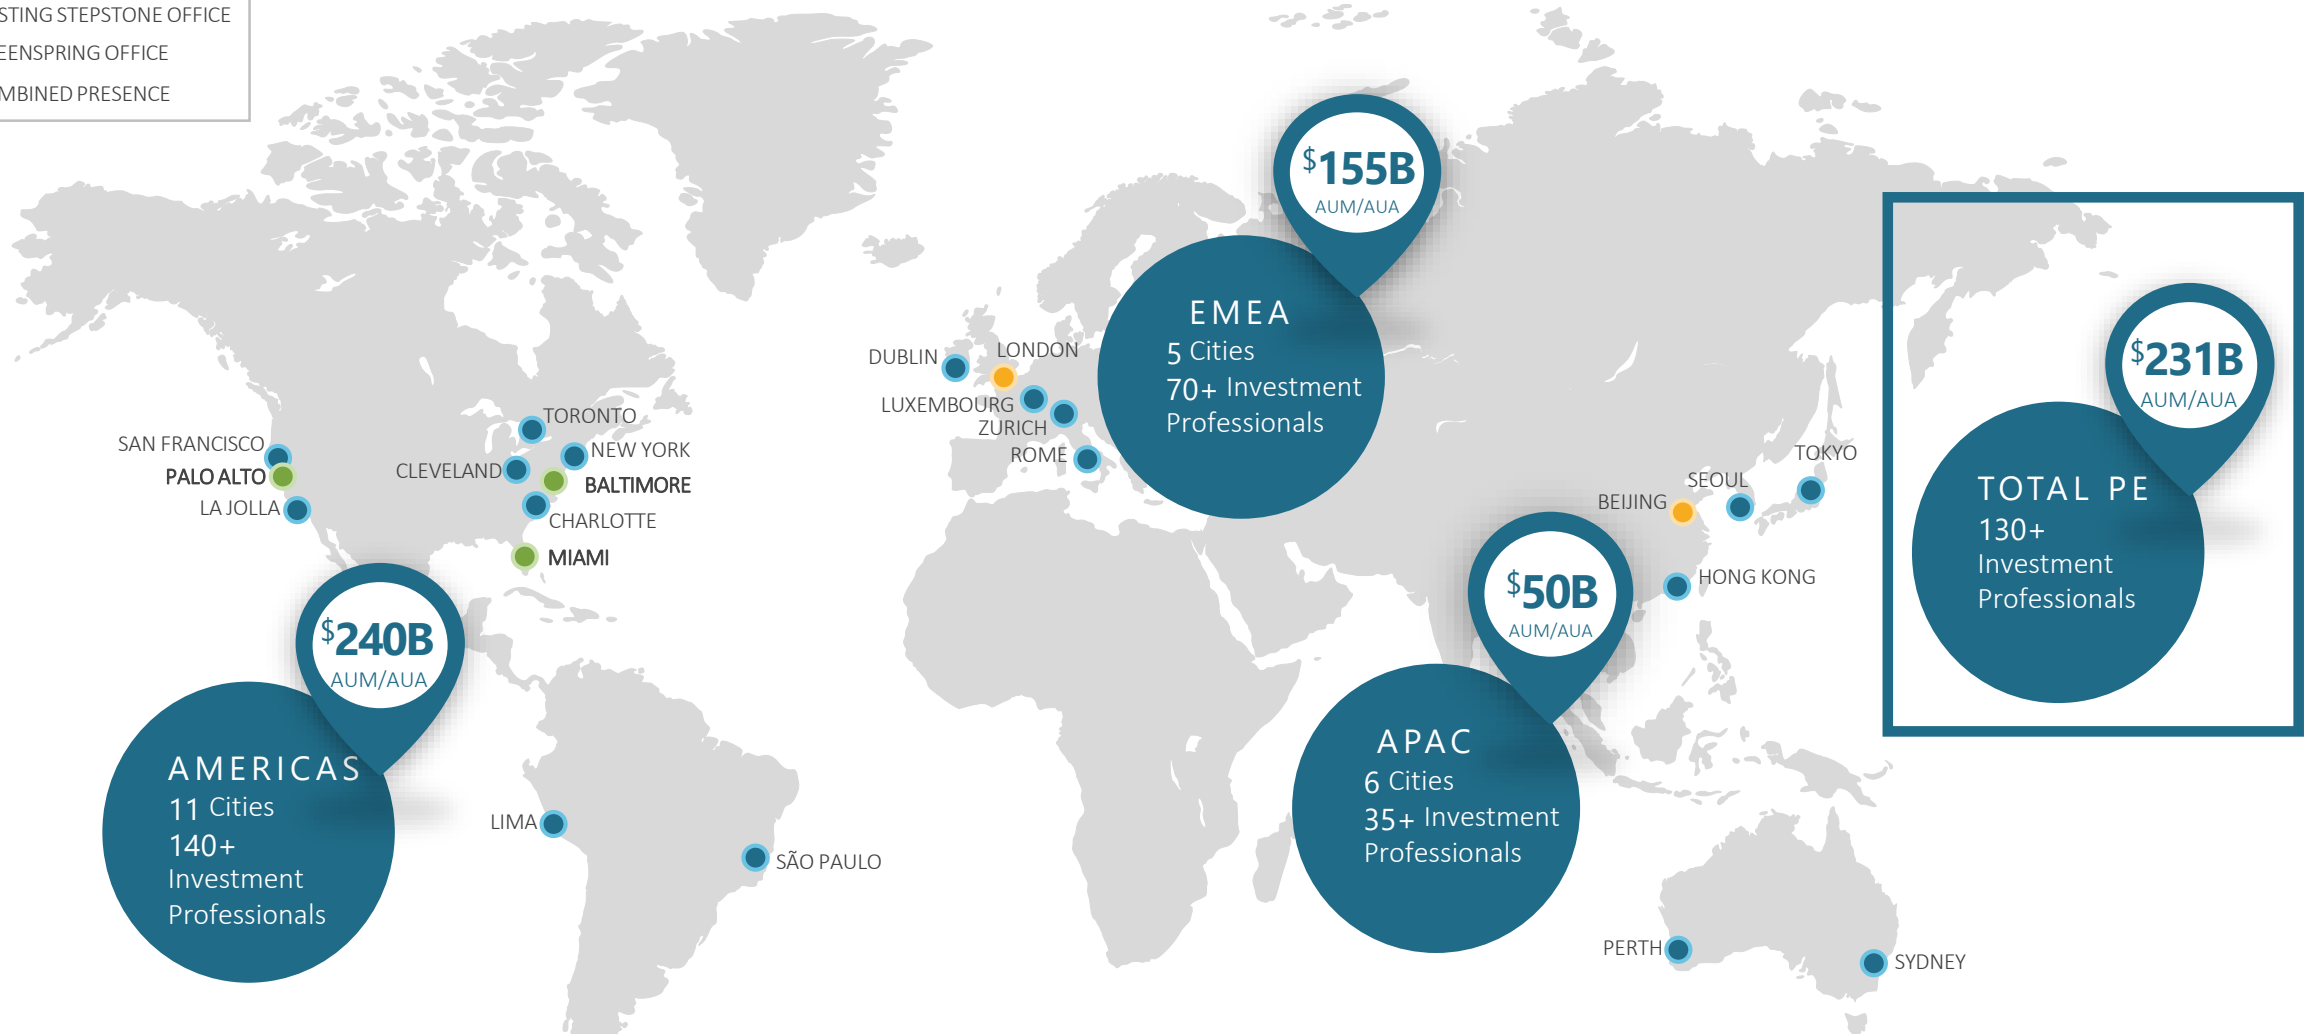 STING STEPSTONE OFFICE
EENSPRING OFFICE
MBINED PRESENCE
$155B
AUM/AUA
EMEA
5 Cities
70+ Investment
Professionals
$231B
AUM/AUA
TOTAL PE
130+
Investment
Professionals
DUBLIN
LONDON
LUXEMBOURG
ZURICH
ROME
TORONTO
SAN FRANCISCO
NEW YORK
PALO ALTO
CLEVELAND
BALTIMORE
LA JOLLA
CHARLOTTE
MIAMI
TOKYO
SEOUL
BEIJING
HONG KONG
$50B
AUM/AUA
APAC
6 Cities
35+ Investment
Professionals
$240B
AUM/AUA
AMERICAS
11 Cities
140+
Investment
Professionals
LIMA
SÃO PAULO
PERTH
SYDNEY